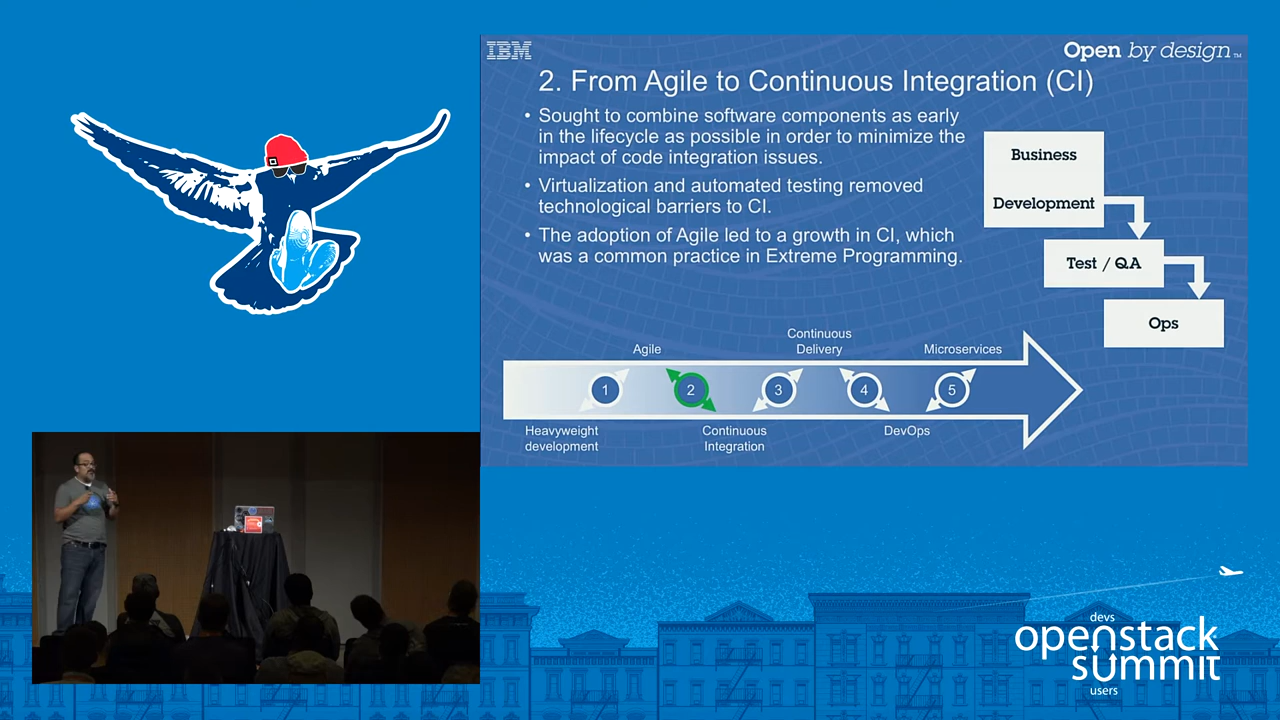 IBM
Open by design™
2. From Agile to Continuous Integration (CI)
• Sought to combine software components as early
in the lifecycle as possible in order to minimize the
impact of code integration issues.
• Virtualization and automated testing removed
technological barriers to CI.
• The adoption of Agile led to a growth in CI, which
was a common practice in Extreme Programming.
Business
Development
Test / QA
Ops
Agile
Continuous
Delivery
Microservices
1
2
3
4
5
Heavyweight
development
Continuous
Integration
DevOps
devs
openstack
summit
users